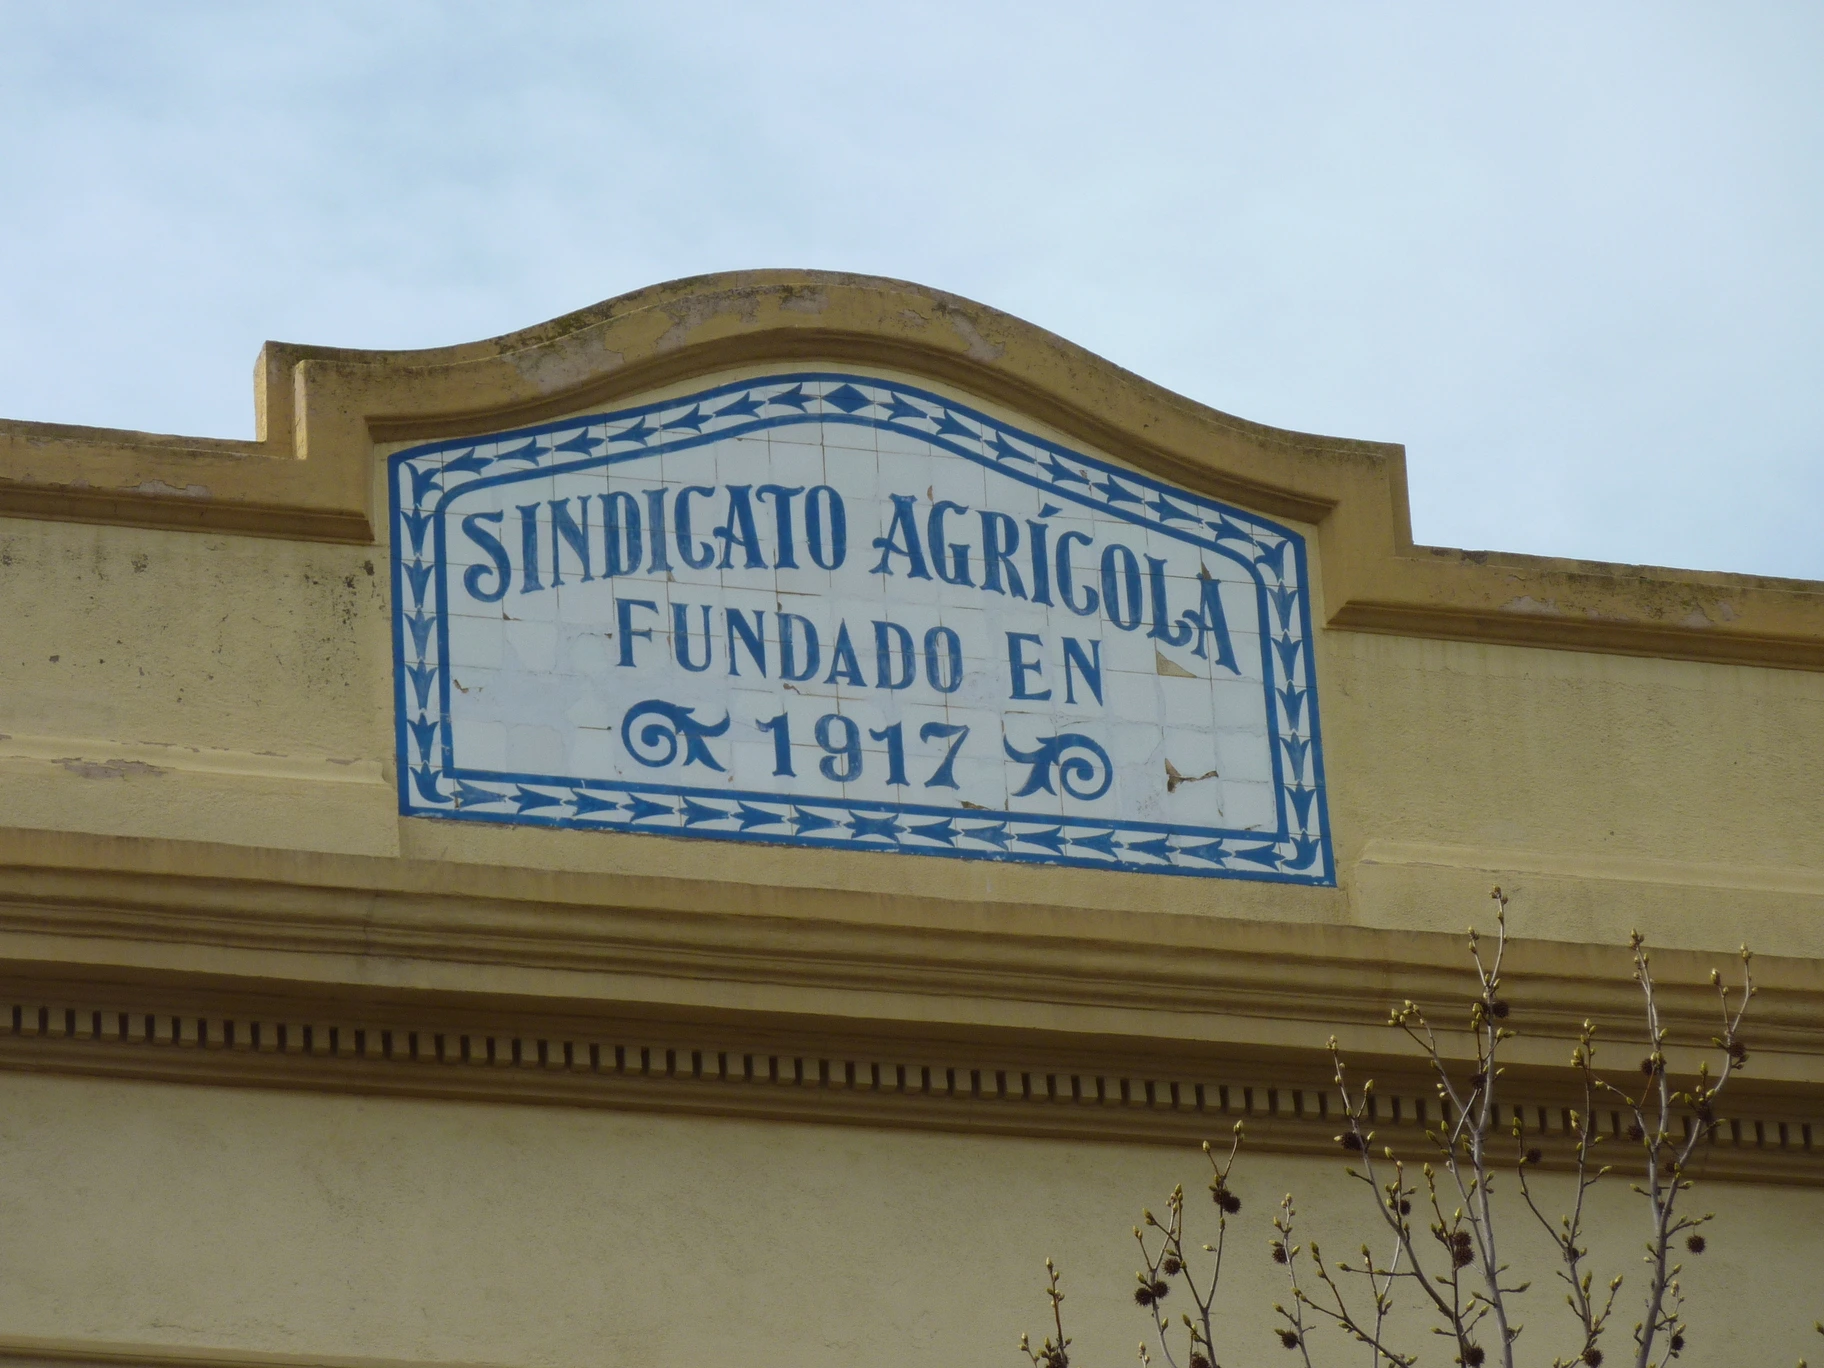 SINDICATO AGRÍCOLA
FUNDADO EN
1917